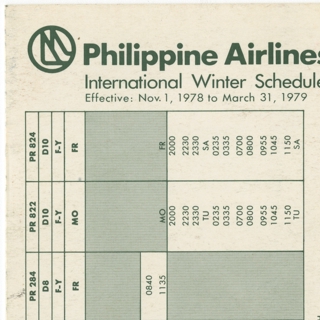 Philippine Airlines
International Winter Schedule
Effective: Nov. 1, 1978 to March 31, 1979
PR 824
D10
F-Y
FR
FR
2000
2230
2330
SA
0235
0335
0700
0800
0955
1045
1150
SA
PR 822
D10
F-Y
MO
MO
2000
2230
2330
TU
0235
0335
0700
0800
0955
1045
1150
TU
PR 284
D8
F-Y
FR
0840
1135